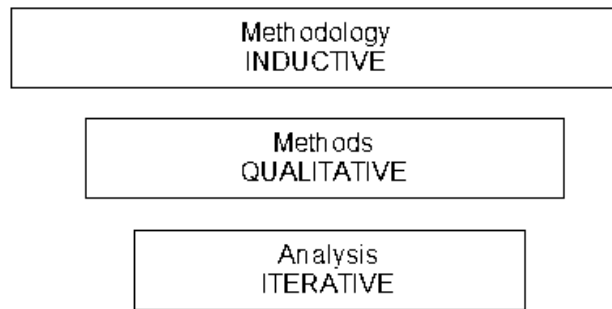 Methodology
INDUCTIVE
Methods
QUALITATIVE
Analysis
ITERATIVE